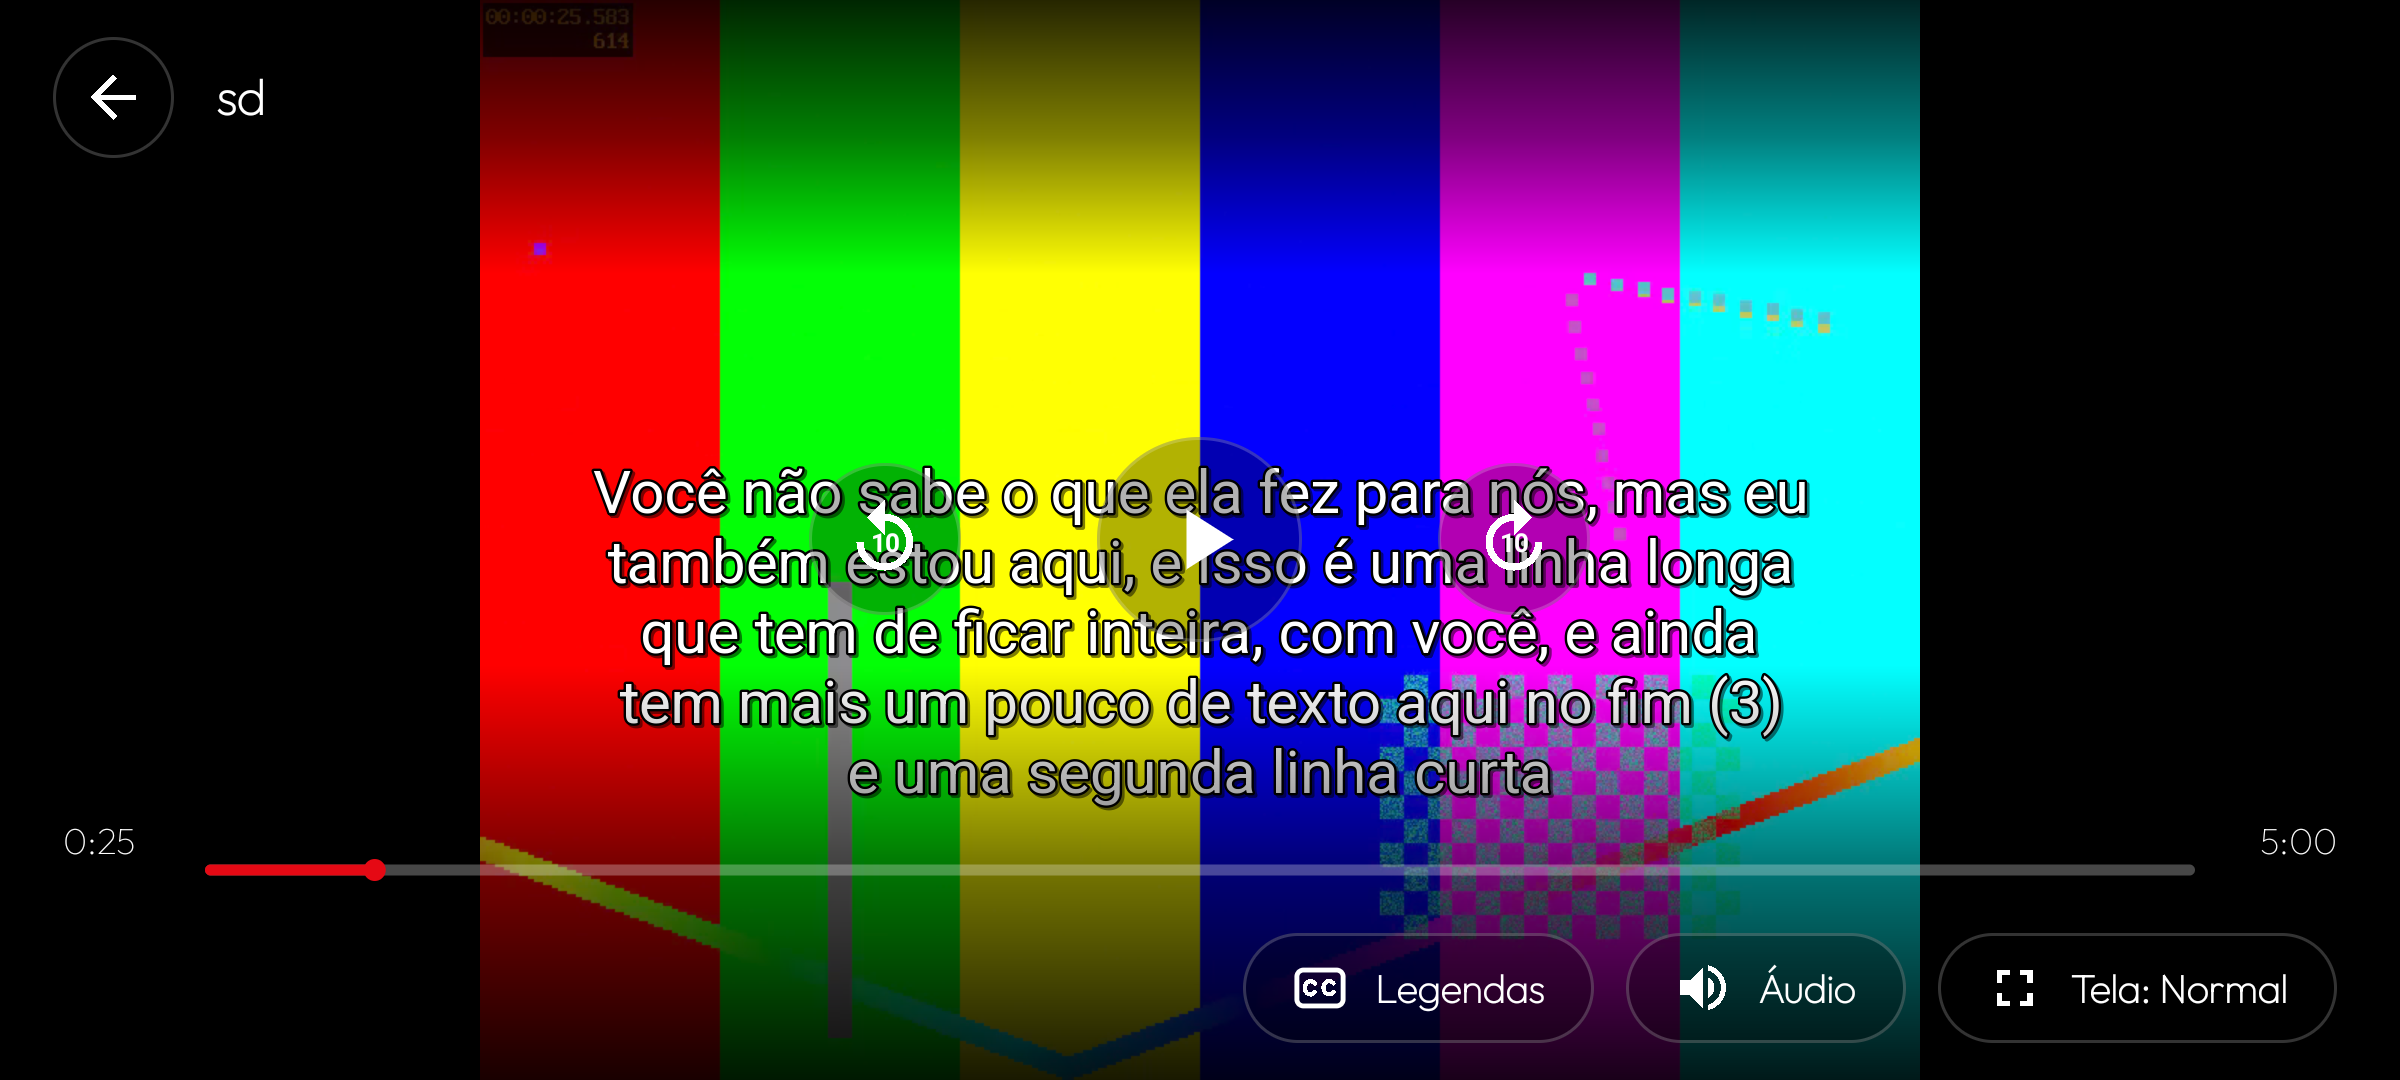 00:00:25.583
614
sd
Você não sabe o que ela fez para nós, mas eu
também estou aqui, e isso é uma linha longa
que tem de ficar inteira, com você, e ainda
tem mais um pouco de texto aqui no fim (3)
e uma segunda linha curta
10
10
0:25
5:00
CC Legendas
Áudio
Tela: Normal